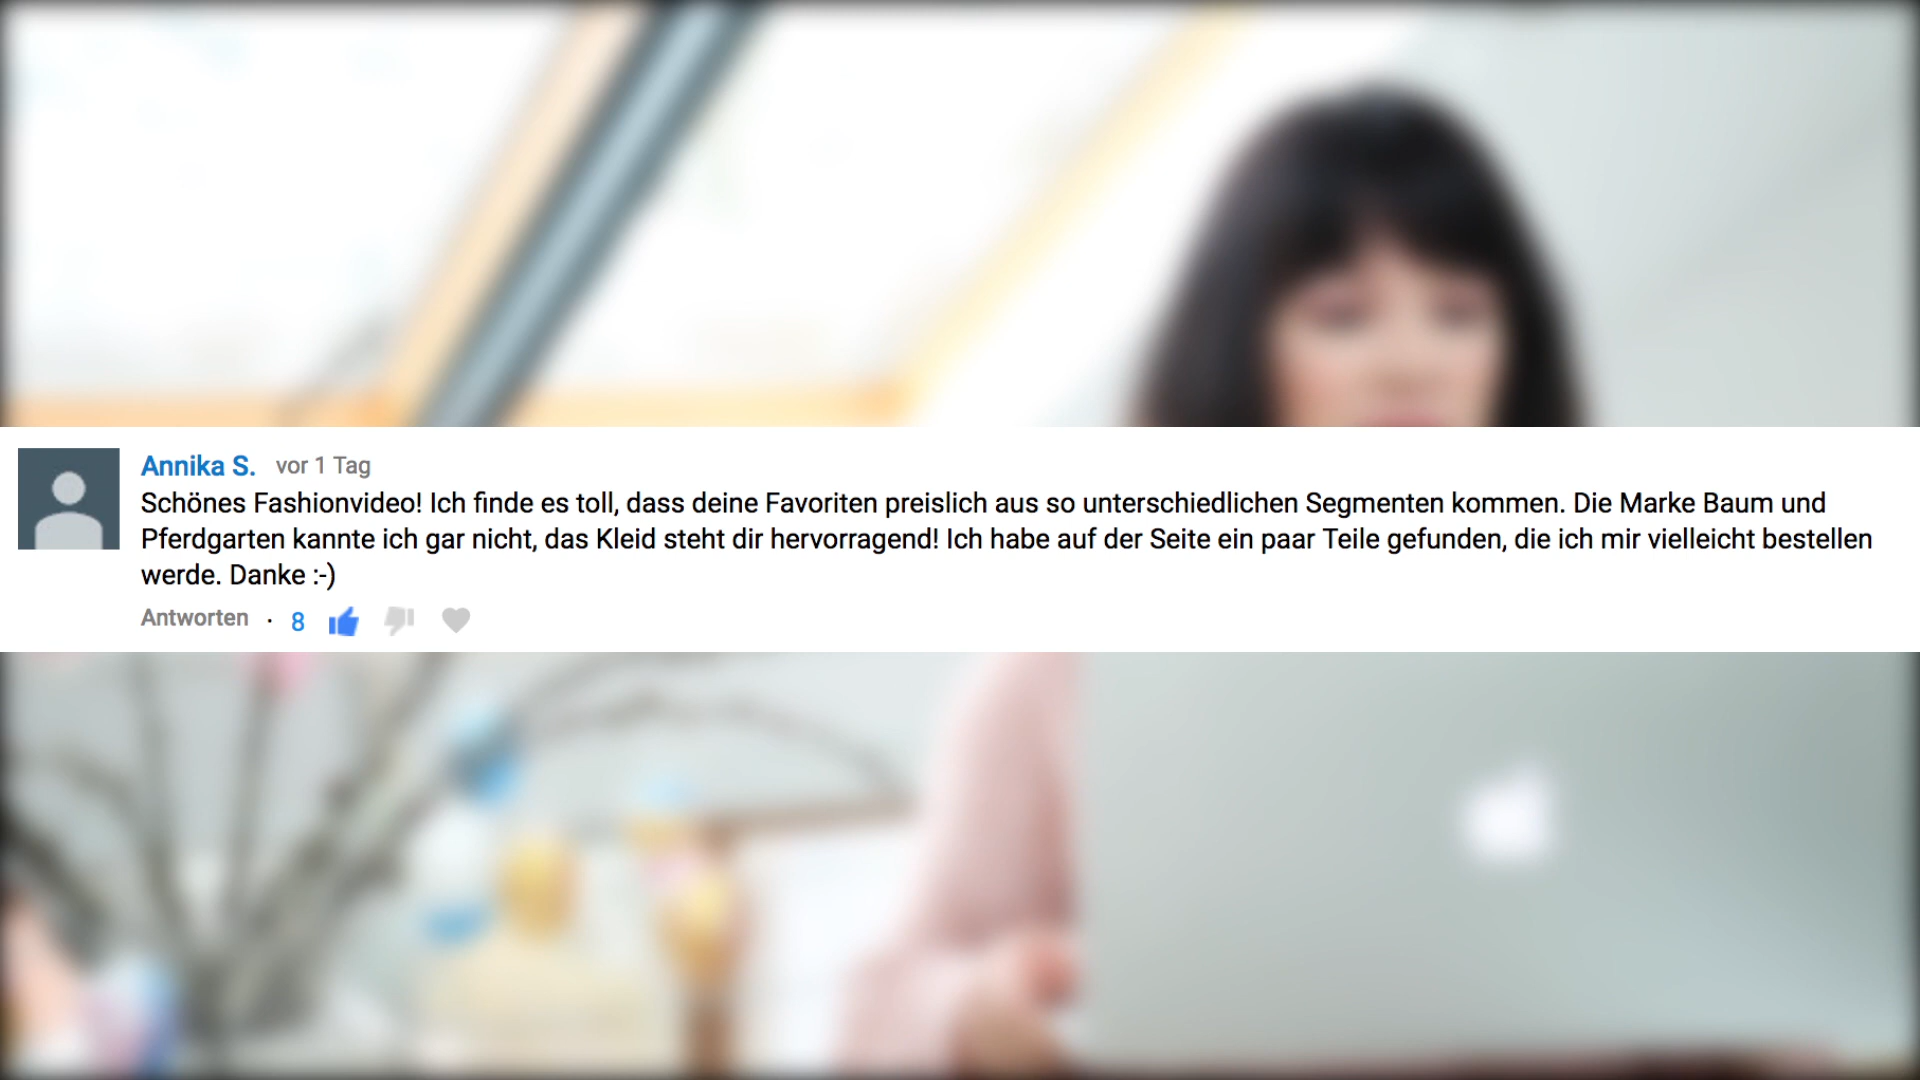 Annika S. vor 1 Tag
Schönes Fashionvideo! Ich finde es toll, dass deine Favoriten preislich aus so unterschiedlichen Segmenten kommen. Die Marke Baum und
Pferdgarten kannte ich gar nicht, das Kleid steht dir hervorragend! Ich habe auf der Seite ein paar Teile gefunden, die ich mir vielleicht bestellen
werde. Danke :-)
Antworten · 8